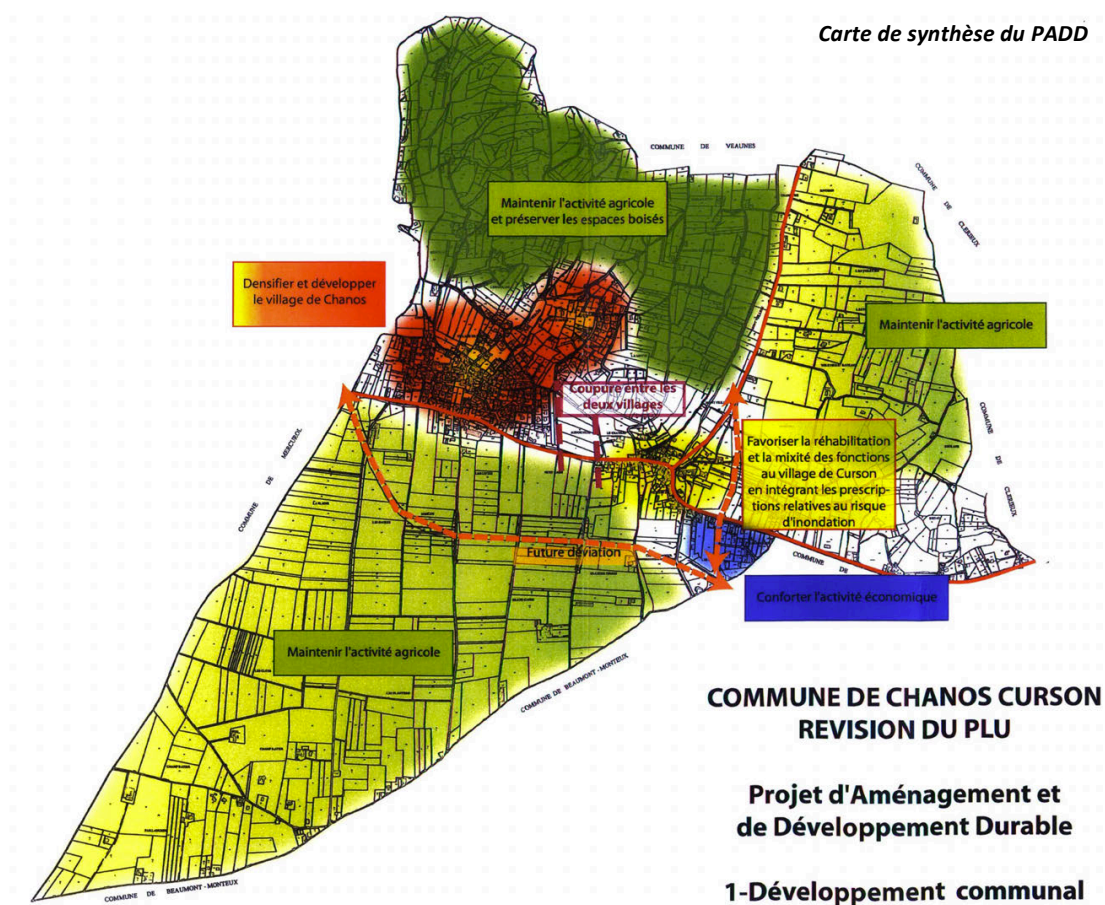 Carte de synthèse du PADD
COMMUNE DE VEAUNES
COMMUNE DE CLERIEUX
Maintenir l'activité agricole
et préserver les espaces boisés
Densifier et développer
le village de Chanos
Maintenir l'activité agricole
Coupure entre les
deux villages
COMMUNE DE MERCUROL
COMMUNE DE CLERIEUX
Favoriser la réhabilitation
et la mixité des fonctions
au village de Curson
en intégrant les prescrip-
tions relatives au risque
d'inondation
Future déviation
COMMUNE DE
Conforter l'activité économique
Maintenir l'activité agricole
COMMUNE DE BEAUMONT-MONTEUX
COMMUNE DE CHANOS CURSON
REVISION DU PLU
Projet d'Aménagement et
de Développement Durable
1-Développement communal
COMMUNE DE BEAUMONT-MONTEUX